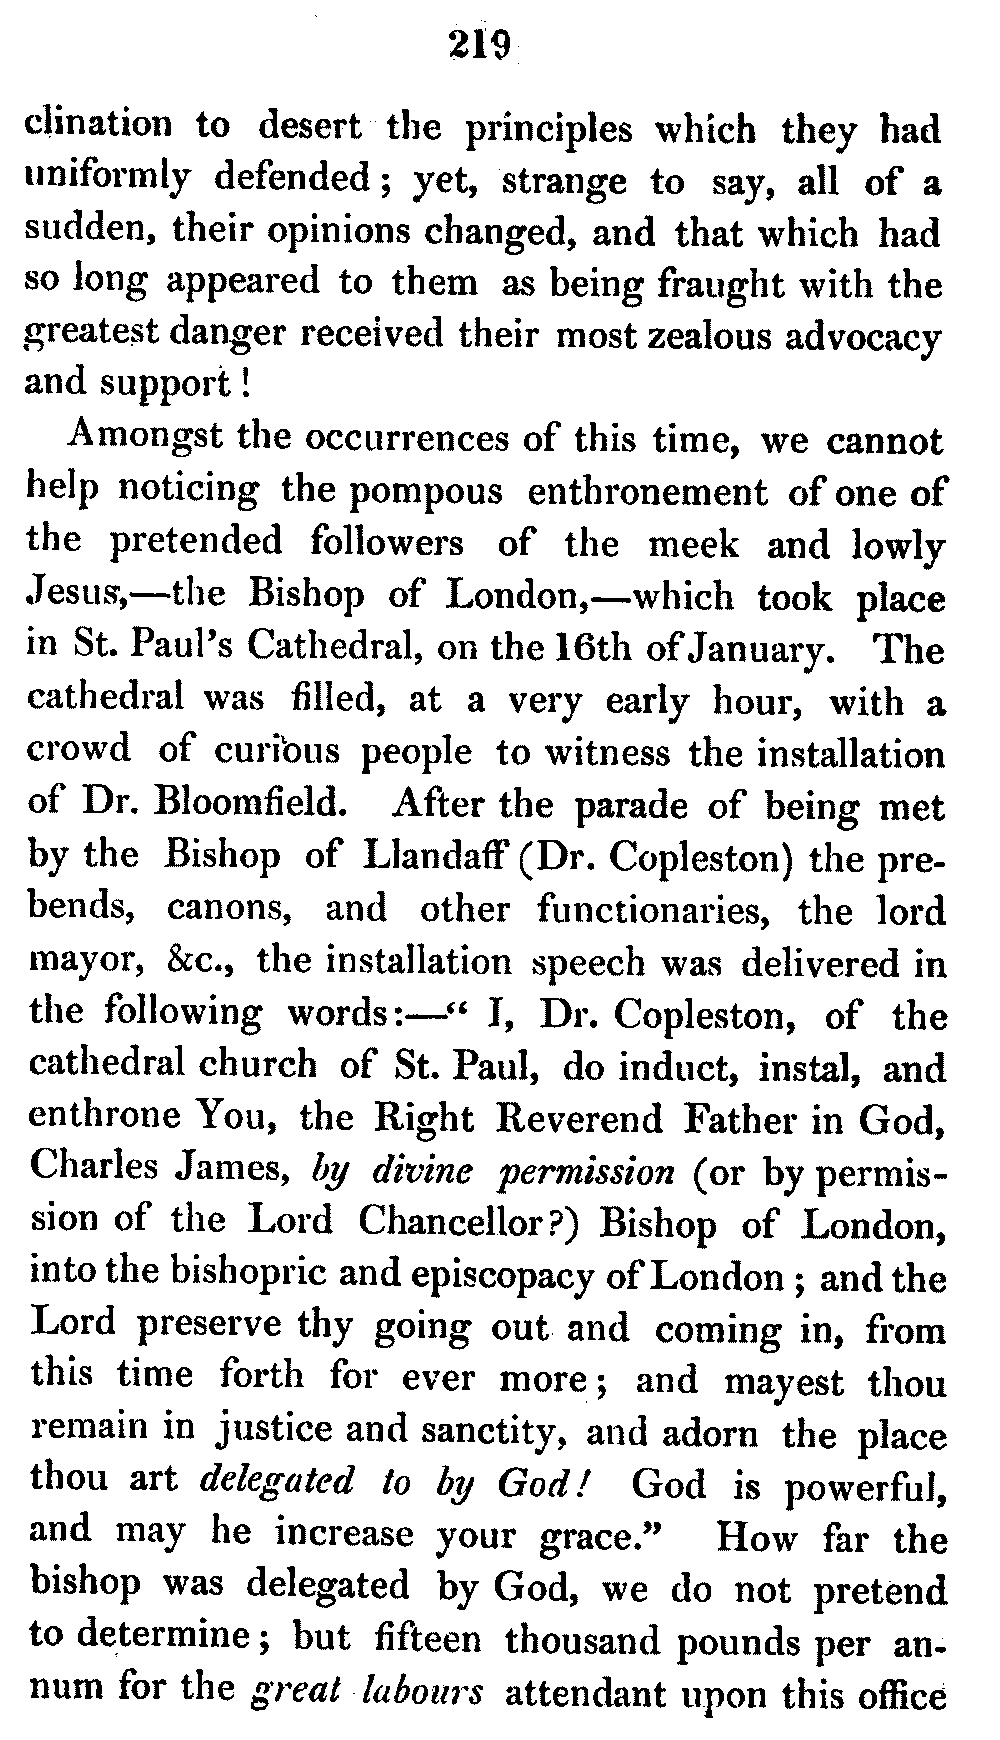 219
clination to desert the principles which they had
uniformly defended; yet, strange to say, all of a
sudden, their opinions changed, and that which had
so long appeared to them as being fraught with the
greatest danger received their most zealous advocacy
and support!
Amongst the occurrences of this time, we cannot
help noticing the pompous enthronement of one of
the pretended followers of the meek and lowly
Jesus,—the Bishop of London,—which took place
in St. Paul's Cathedral, on the 16th of January. The
cathedral was filled, at a very early hour, with a
crowd of curious people to witness the installation
of Dr. Bloomfield. After the parade of being met
by the Bishop of Llandaff (Dr. Copleston) the pre-
bends, canons, and other functionaries, the lord
mayor, &c., the installation speech was delivered in
the following words:—“ I, Dr. Copleston, of the
cathedral church of St. Paul, do induct, instal, and
enthrone You, the Right Reverend Father in God,
Charles James, by divine permission (or by permis-
sion of the Lord Chancellor?) Bishop of London,
into the bishopric and episcopacy of London; and the
Lord preserve thy going out and coming in, from
this time forth for ever more; and mayest thou
remain in justice and sanctity, and adorn the place
thou art delegated to by God! God is powerful,
and may he increase your grace.” How far the
bishop was delegated by God, we do not pretend
to determine; but fifteen thousand pounds per an-
num for the great labours attendant upon this office